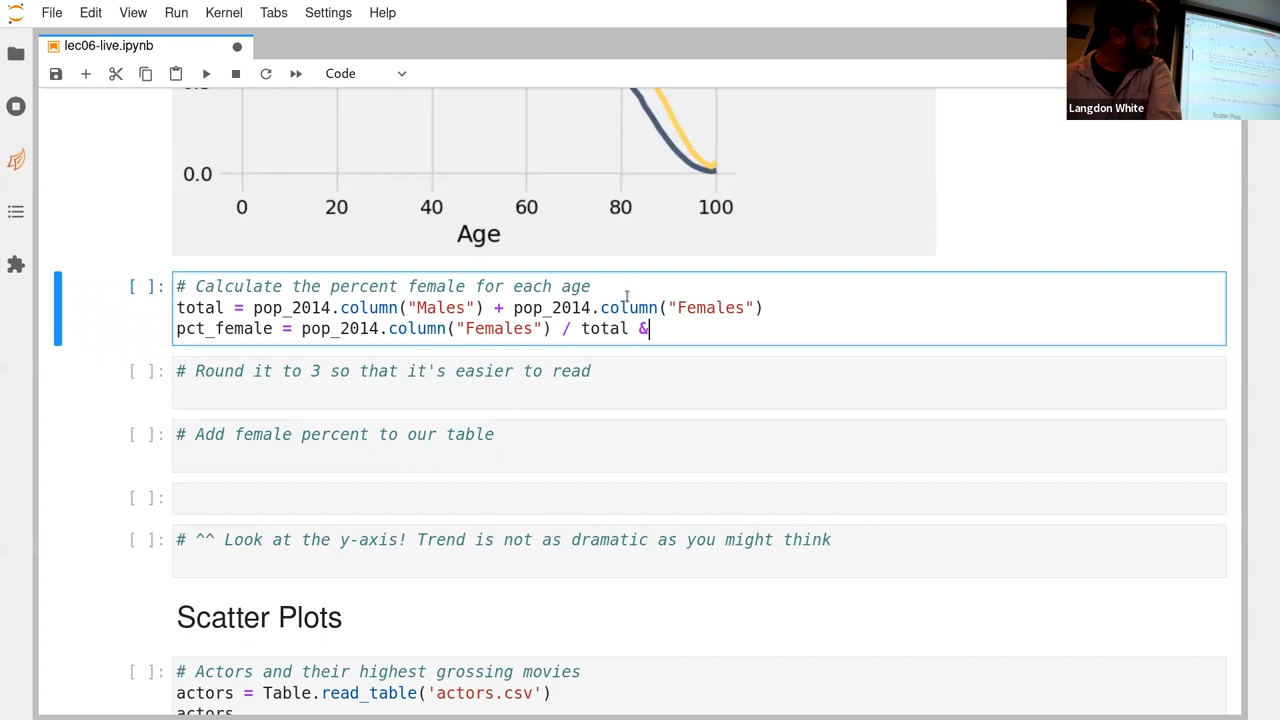 File Edit View Run Kernel Tabs Settings Help
lec06-live.ipynb
Code
Langdon White
0.0
0 20 40 60 80 100
Age
[ ]: # Calculate the percent female for each age
total = pop_2014.column("Males") + pop_2014.column("Females")
pct_female = pop_2014.column("Females") / total &
[ ]: # Round it to 3 so that it's easier to read
[ ]: # Add female percent to our table
[ ]:
[ ]: # ^^ Look at the y-axis! Trend is not as dramatic as you might think
Scatter Plots
[ ]: # Actors and their highest grossing movies
actors = Table.read_table('actors.csv')
actors